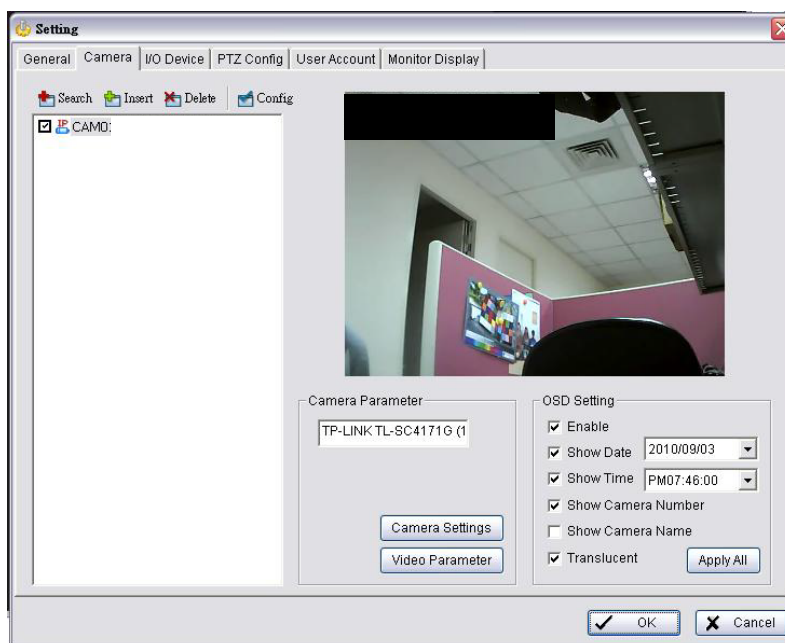 Setting
General Camera I/O Device PTZ Config User Account Monitor Display
Search Insert Delete Config
IP CAM01
Camera Parameter
TP-LINK TL-SC4171G (1
Camera Settings
Video Parameter
OSD Setting
Enable
Show Date 2010/09/03
Show Time PM07:46:00
Show Camera Number
Show Camera Name
Translucent Apply All
OK Cancel